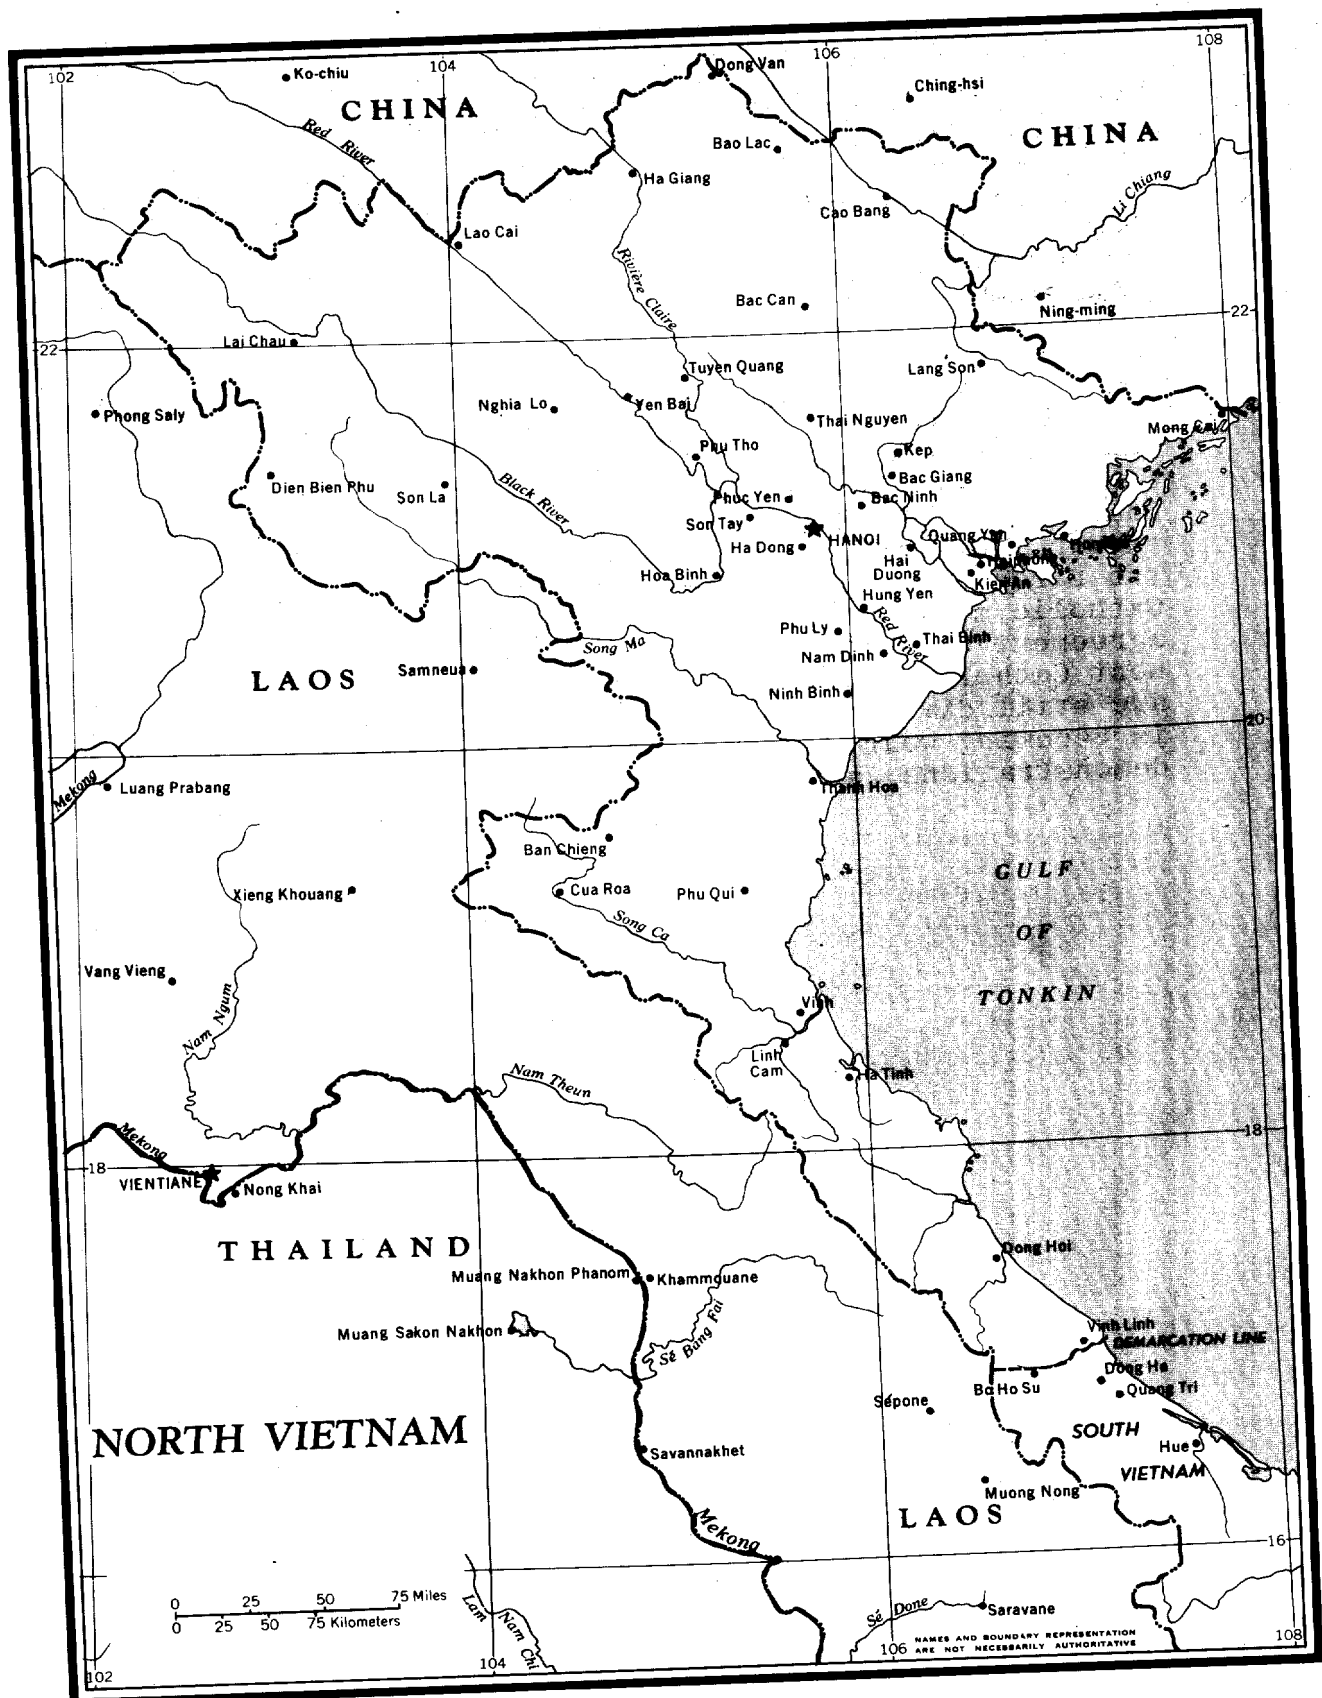 102
104
106
108
Ko-chiu
CHINA
Red River
Dong Van
Ching-hsi
CHINA
Bao Lac
Ha Giang
Li Chiang
Cao Bang
Lao Cai
Rivière Claire
Bac Can
Ning-ming
22
22
Lai Chau
Tuyen Quang
Lang Son
Phong Saly
Nghia Lo
Yen Bai
Thai Nguyen
Mong Cai
Phu Tho
Kep
Bac Giang
Dien Bien Phu
Son La
Black River
Phuc Yen
Bac Ninh
Son Tay
HANOI
Quang Yen
Ha Dong
Hai
Duong
Haiphong
Hoa Binh
Kien An
Hung Yen
Red River
Phu Ly
Thai Binh
Song Ma
Nam Dinh
LAOS
Samneua
Ninh Binh
20
Mekong
Luang Prabang
Thanh Hoa
Ban Chieng
GULF
OF
TONKIN
Xieng Khouang
Cua Roa
Phu Qui
Song Ca
Vang Vieng
Nam Ngum
Vinh
Linh
Cam
Ha Tinh
Nam Theun
Mekong
18
18
VIENTIANE
Nong Khai
THAILAND
Dong Hoi
Muang Nakhon Phanom
Khammouane
Muang Sakon Nakhon
Sé Bang Fai
Vinh Linh
DEMARCATION LINE
Dong Ha
Ba Ho Su
Quang Tri
Sépone
NORTH VIETNAM
SOUTH
VIETNAM
Hue
Savannakhet
Muong Nong
LAOS
Mekong
16
0 25 50 75 Miles
0 25 50 75 Kilometers
Lam Nam Chi
Sé Done
Saravane
NAMES AND BOUNDARY REPRESENTATION
ARE NOT NECESSARILY AUTHORITATIVE
102
104
106
108